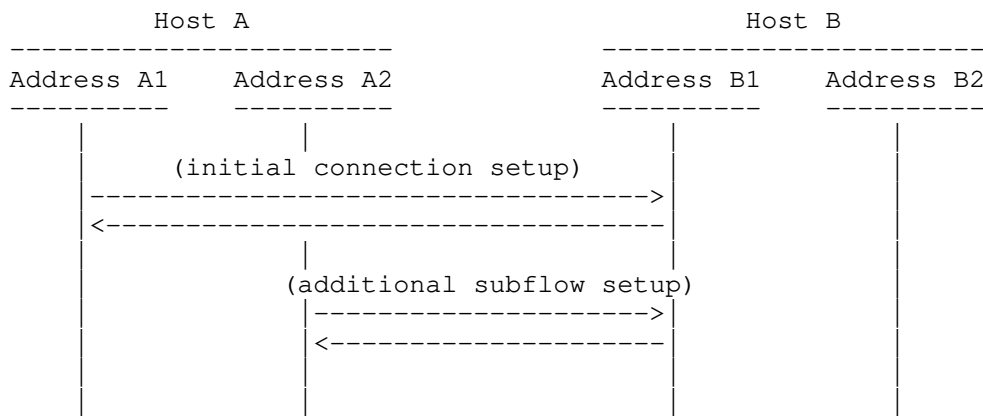 Host A Host B
Address A1 Address A2 Address B1 Address B2
(initial connection setup)
(additional subflow setup)